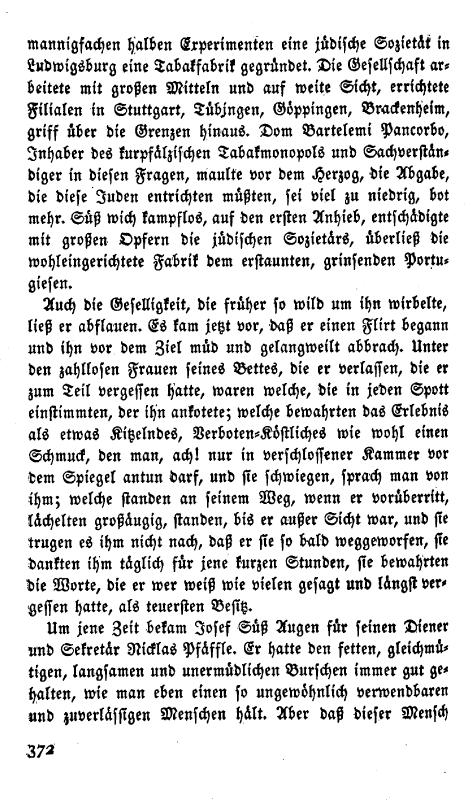 mannigfachen halben Experimenten eine jüdische Sozietät in
Ludwigsburg eine Tabakfabrik gegründet. Die Gesellschaft ar-
beitete mit großen Mitteln und auf weite Sicht, errichtete
Filialen in Stuttgart, Tübjngen, Göppingen, Brackenheim,
griff über die Grenzen hinaus. Dom Bartelemi Pancorbo,
Inhaber des kurpfälzischen Tabakmonopols und Sachverstän-
diger in diesen Fragen, maulte vor dem Herzog, die Abgabe,
die diese Juden entrichten müßten, sei viel zu niedrig, bot
mehr. Süß wich kampflos, auf den ersten Anhieb, entschädigte
mit großen Opfern die jüdischen Sozietärs, überließ die
wohleingerichtete Fabrik dem erstaunten, grinsenden Portu-
giesen.
Auch die Geselligkeit, die früher so wild um ihn wirbelte,
ließ er abflauen. Es kam jetzt vor, daß er einen Flirt begann
und ihn vor dem Ziel müd und gelangweilt abbrach. Unter
den zahllosen Frauen seines Bettes, die er verlassen, die er
zum Teil vergessen hatte, waren welche, die in jeden Spott
einstimmten, der ihn ankotete; welche bewahrten das Erlebnis
als etwas Kitzelndes, Verboten-Köstliches wie wohl einen
Schmuck, den man, ach! nur in verschlossener Kammer vor
dem Spiegel antun darf, und sie schwiegen, sprach man von
ihm; welche standen an seinem Weg, wenn er vorüberritt,
lächelten großäugig, standen, bis er außer Sicht war, und sie
trugen es ihm nicht nach, daß er sie so bald weggeworfen, sie
dankten ihm täglich für jene kurzen Stunden, sie bewahrten
die Worte, die er wer weiß wie vielen gesagt und längst ver-
gessen hatte, als teuersten Besitz.
Um jene Zeit bekam Josef Süß Augen für seinen Diener
und Sekretär Nicklas Pfäffle. Er hatte den fetten, gleichmü-
tigen, langsamen und unermüdlichen Burschen immer gut ge-
halten, wie man eben einen so ungewöhnlich verwendbaren
und zuverlässigen Menschen hält. Aber daß dieser Mensch
372